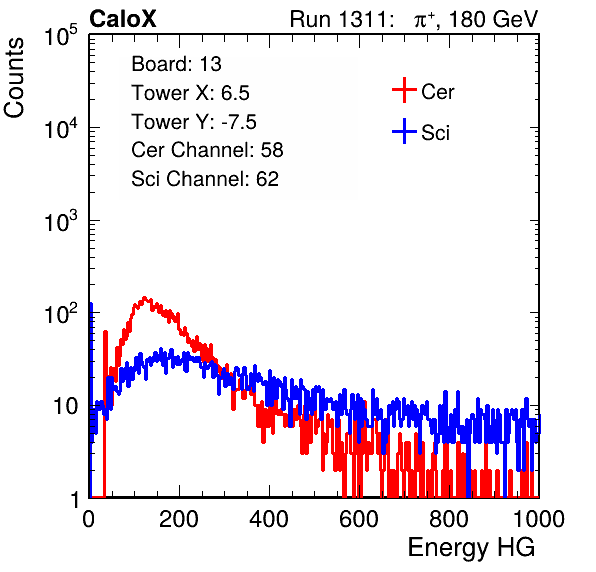 CaloX Run 1311: π⁺, 180 GeV
10⁵
Board: 13
Tower X: 6.5
Tower Y: -7.5
Cer Channel: 58
Sci Channel: 62
Cer
Sci
Counts
10⁴
10³
10²
10
1
0 200 400 600 800 1000
Energy HG